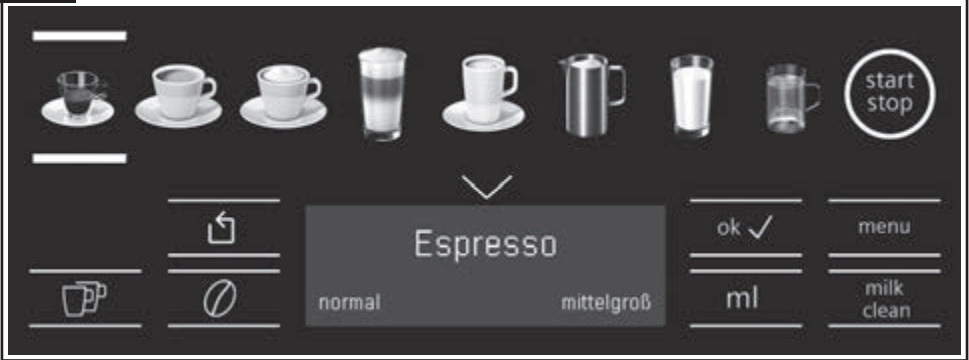 start
stop
Espresso
normal mittelgroß
ok
menu
ml
milk
clean